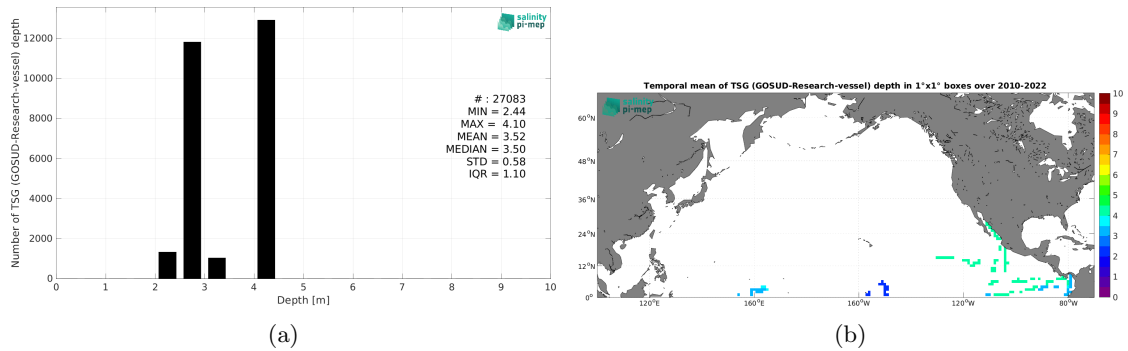 12000
10000
8000
6000
4000
2000
0
Number of TSG (GOSUD-Research-vessel) depth
0 1 2 3 4 5 6 7 8 9 10
Depth [m]
salinity
pi-mep
# : 27083
MIN = 2.44
MAX = 4.10
MEAN = 3.52
MEDIAN = 3.50
STD = 0.58
IQR = 1.10
(a)
Temporal mean of TSG (GOSUD-Research-vessel) depth in 1°x1° boxes over 2010-2022
salinity
pi-mep
60°N
48°N
36°N
24°N
12°N
0°
120°E 160°E 160°W 120°W 80°W
10
9
8
7
6
5
4
3
2
1
0
(b)